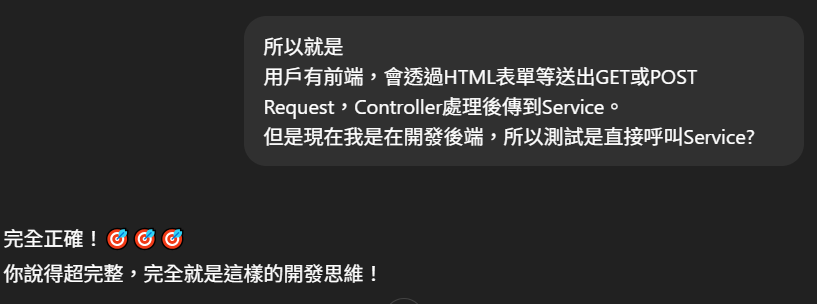 所以就是
用戶有前端，會透過HTML表單等送出GET或POST
Request，Controller處理後傳到Service。
但是現在我是在開發後端，所以測試是直接呼叫Service?
完全正確！🎯🎯🎯
你說得超完整，完全就是這樣的開發思維！